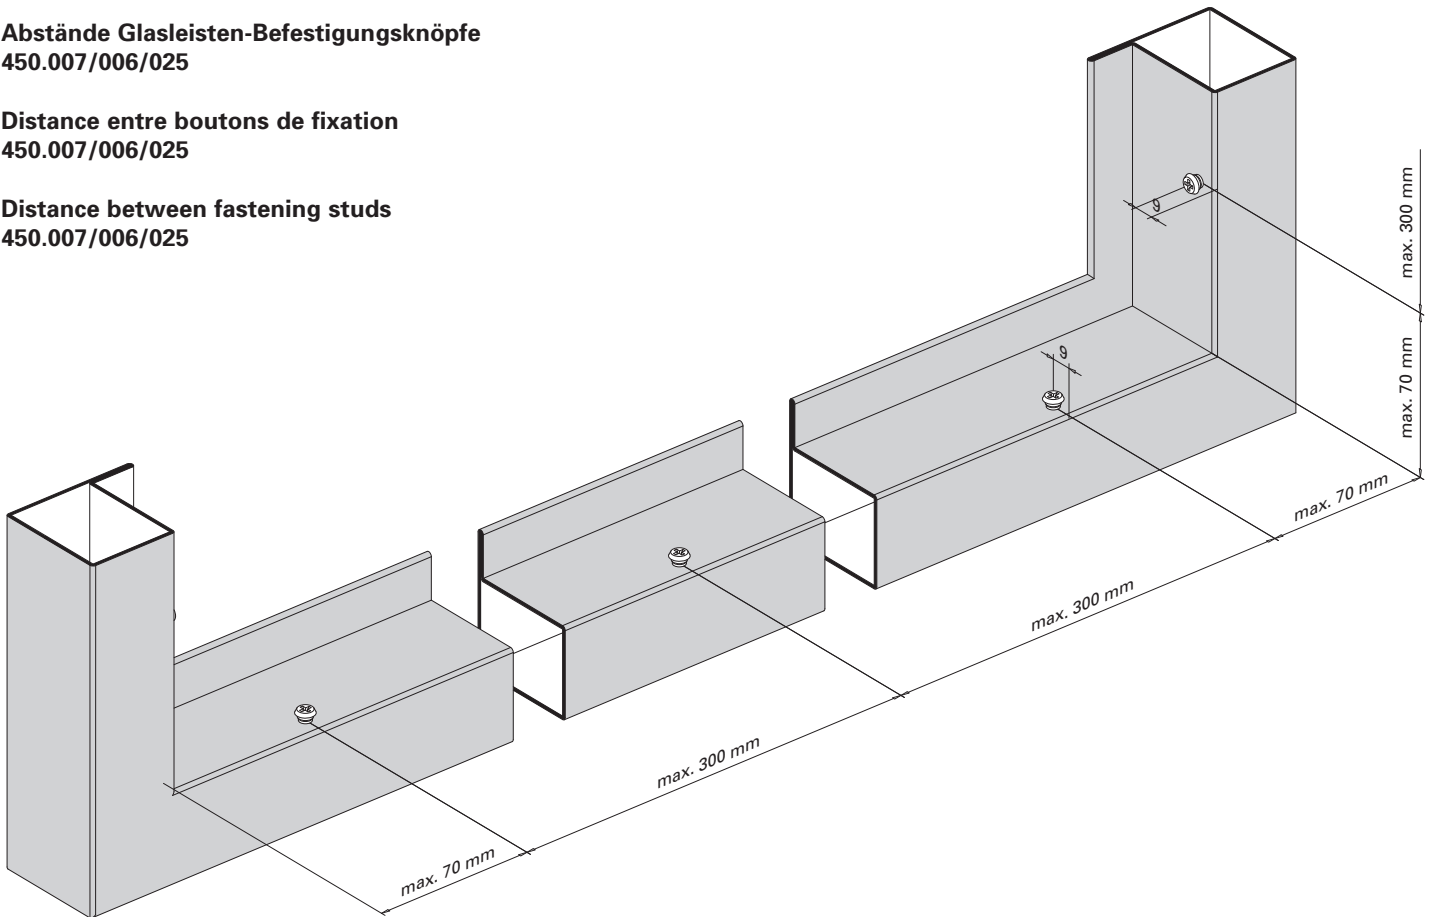 Abstände Glasleisten-Befestigungsknöpfe
450.007/006/025
Distance entre boutons de fixation
450.007/006/025
Distance between fastening studs
450.007/006/025
9
max. 300 mm
max. 70 mm
9
max. 70 mm
max. 300 mm
max. 300 mm
max. 70 mm